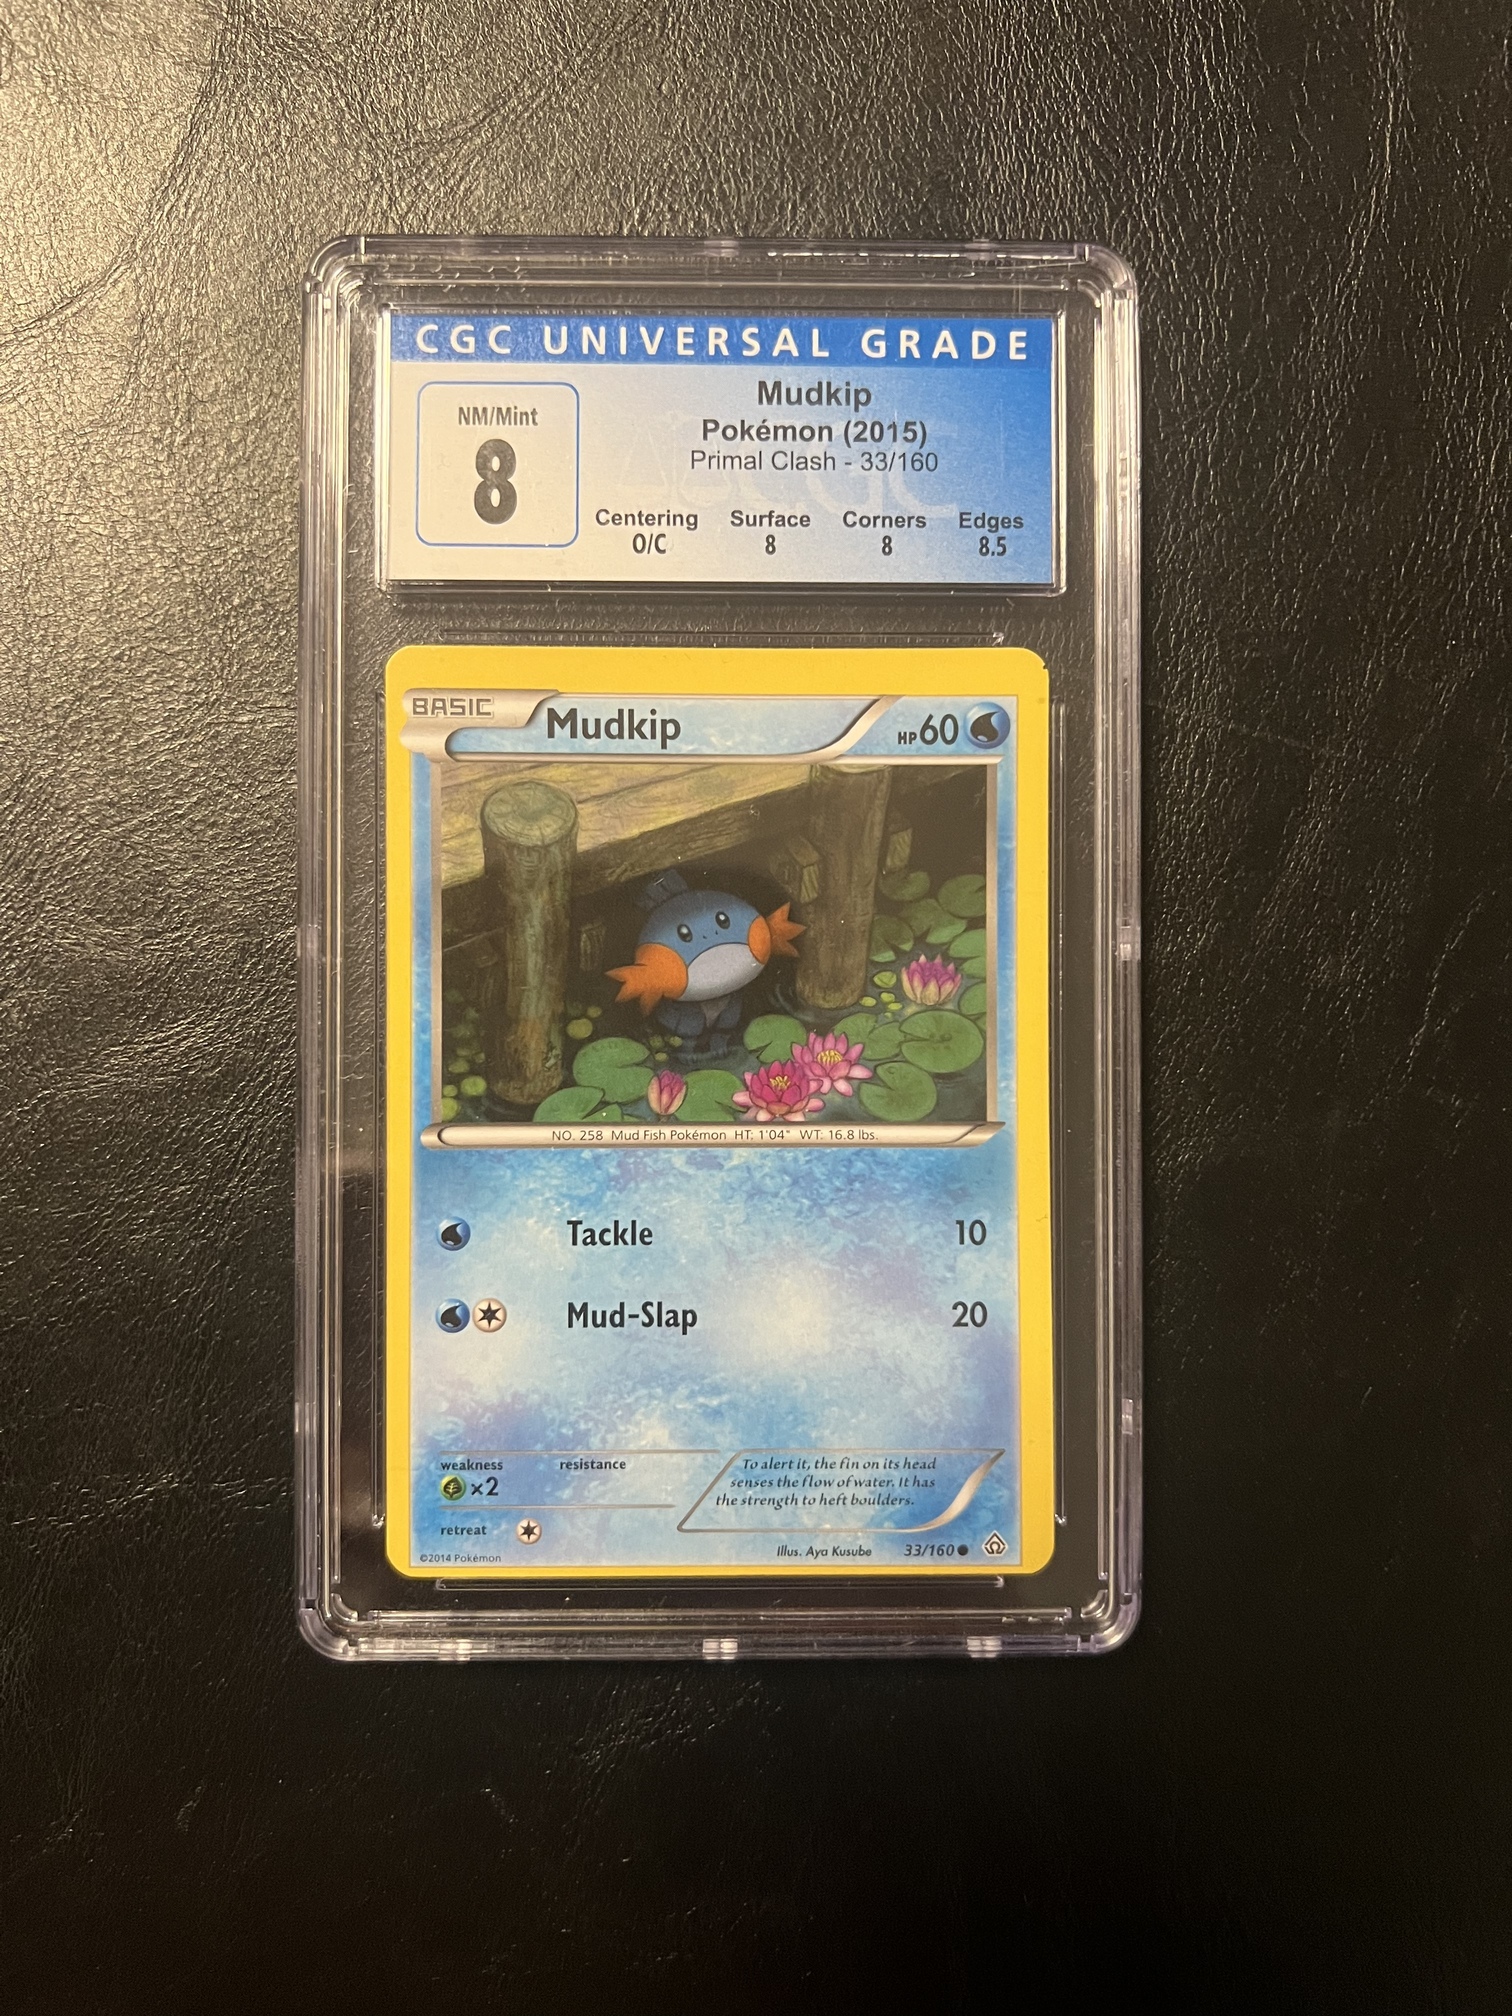 CGC UNIVERSAL GRADE
NM/Mint
8
Mudkip
Pokémon (2015)
Primal Clash - 33/160
Centering Surface Corners Edges
O/C 8 8 8.5
BASIC Mudkip HP60
NO. 258 Mud Fish Pokémon HT: 1'04" WT: 16.8 lbs.
Tackle 10
Mud-Slap 20
weakness resistance
×2
retreat
To alert it, the fin on its head
senses the flow of water. It has
the strength to heft boulders.
©2014 Pokémon
Illus. Aya Kusube 33/160